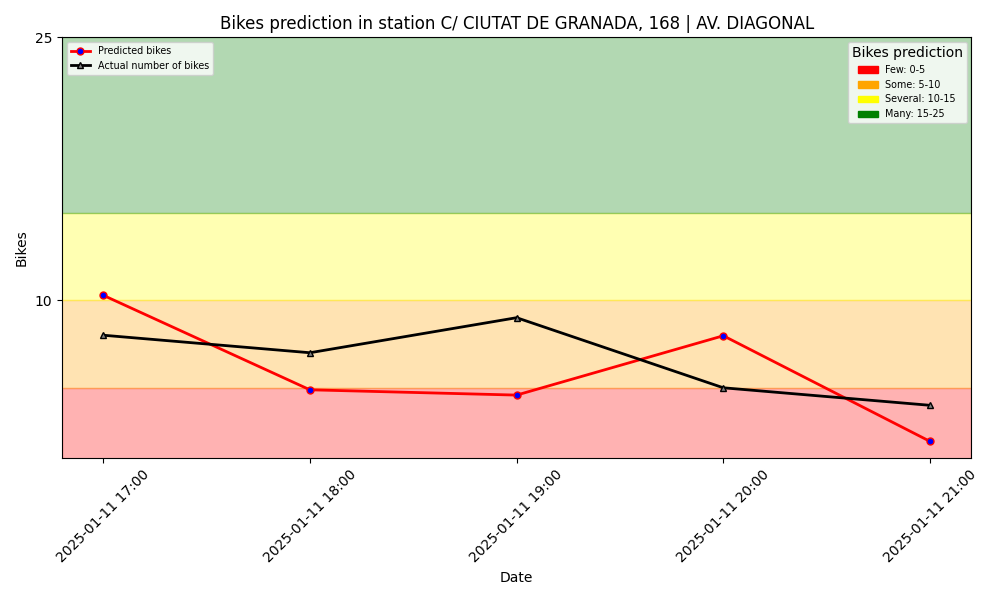 Bikes prediction in station C/ CIUTAT DE GRANADA, 168 | AV. DIAGONAL
Predicted bikes
Actual number of bikes
Bikes prediction
Few: 0-5
Some: 5-10
Several: 10-15
Many: 15-25
25
10
Bikes
2025-01-11 17:00
2025-01-11 18:00
2025-01-11 19:00
2025-01-11 20:00
2025-01-11 21:00
Date